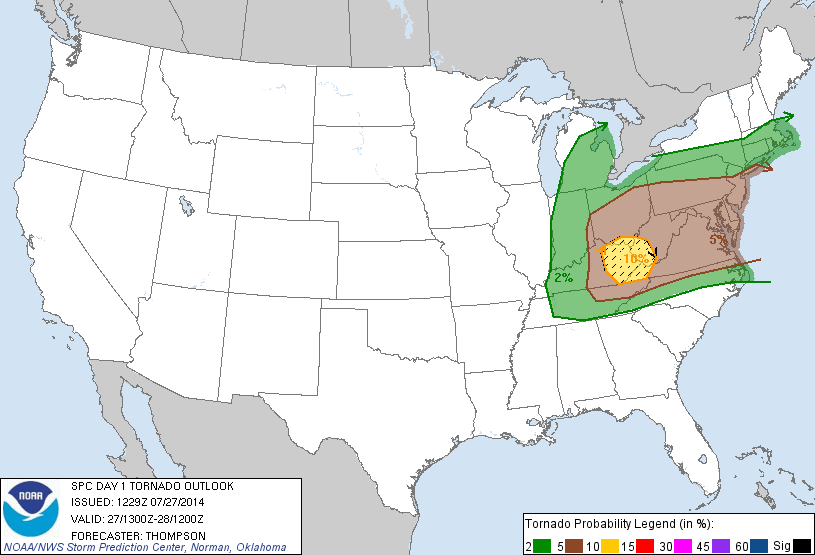 2%
5%
10%
NOAA
SPC DAY 1 TORNADO OUTLOOK
ISSUED: 1229Z 07/27/2014
VALID: 27/1300Z-28/1200Z
FORECASTER: THOMPSON
NOAA/NWS Storm Prediction Center, Norman, Oklahoma
Tornado Probability Legend (in %):
2 5 10 15 30 45 60 Sig